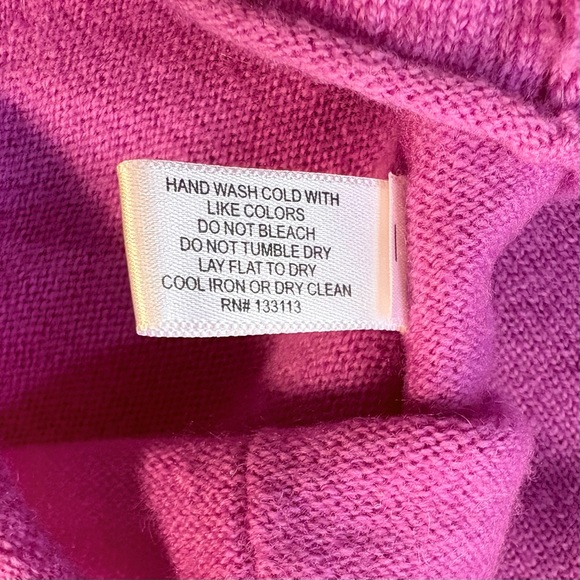 HAND WASH COLD WITH
LIKE COLORS
DO NOT BLEACH
DO NOT TUMBLE DRY
LAY FLAT TO DRY
COOL IRON OR DRY CLEAN
RN# 133113